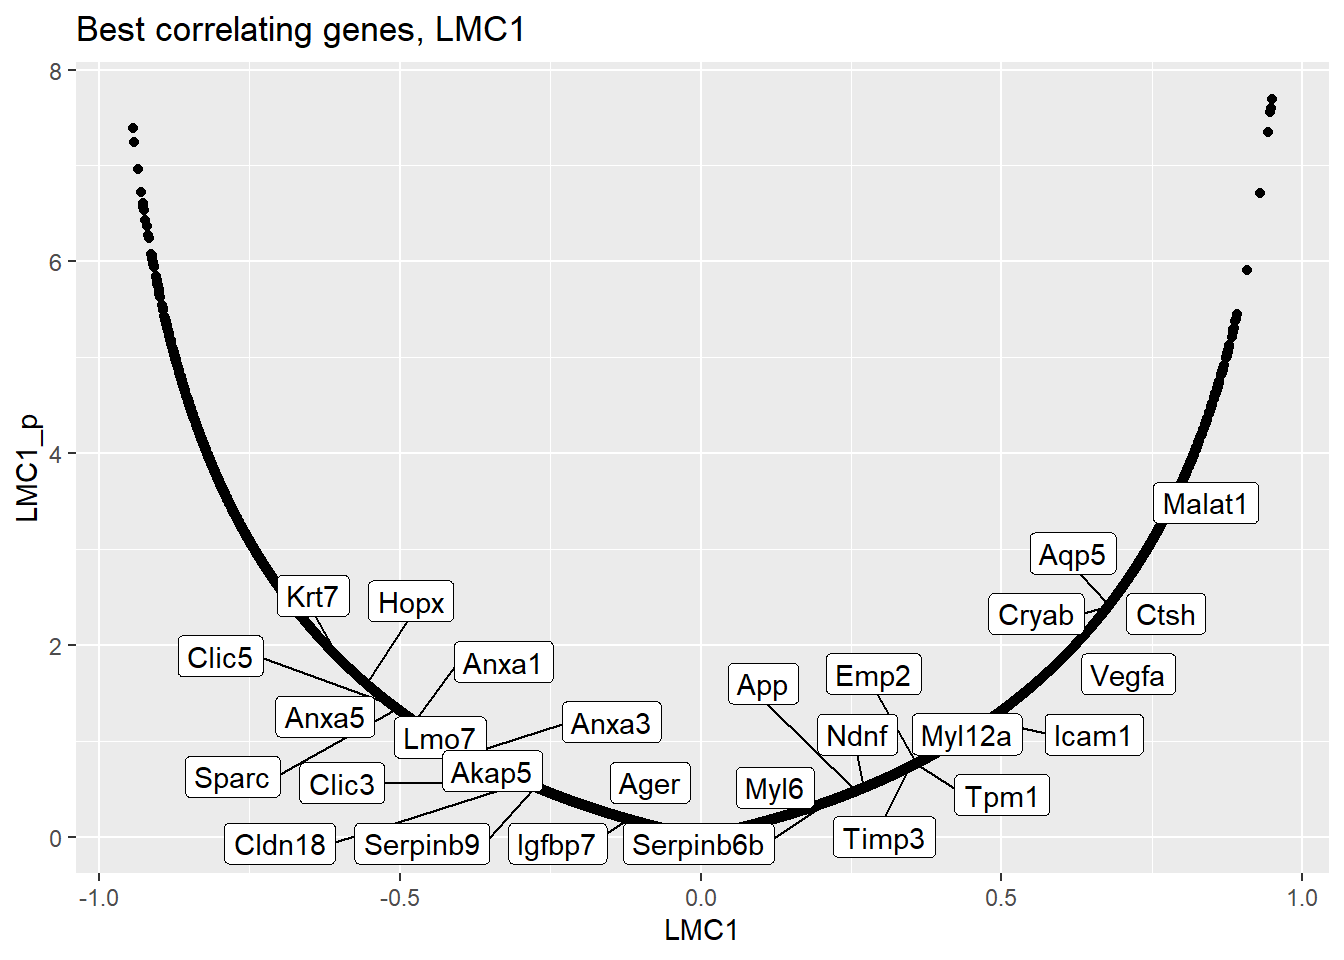 Best correlating genes, LMC1
8
6
4
2
0
LMC1_p
Malat1
Aqp5
Krt7
Hopx
Cryab
Ctsh
Clic5
Anxa1
Emp2
Vegfa
App
Anxa5
Anxa3
Lmo7
Ndnf
Myl12a
Icam1
Sparc
Clic3
Akap5
Ager
Myl6
Tpm1
Cldn18
Serpinb9
Igfbp7
Serpinb6b
Timp3
-1.0
-0.5
0.0
0.5
1.0
LMC1